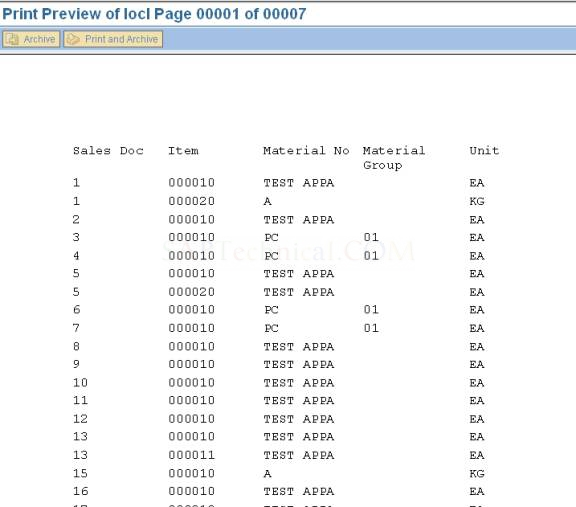 Print Preview of locl Page 00001 of 00007
Archive Print and Archive
Sales Doc Item Material No Material Unit
Group
1 000010 TEST APPA EA
1 000020 A KG
2 000010 TEST APPA EA
3 000010 PC 01 EA
SAPTechnical.COM
4 000010 PC 01 EA
5 000010 TEST APPA EA
5 000020 TEST APPA EA
6 000010 PC 01 EA
7 000010 PC 01 EA
8 000010 TEST APPA EA
9 000010 TEST APPA EA
10 000010 TEST APPA EA
11 000010 TEST APPA EA
12 000010 TEST APPA EA
13 000010 TEST APPA EA
13 000011 TEST APPA EA
15 000010 A KG
16 000010 TEST APPA EA